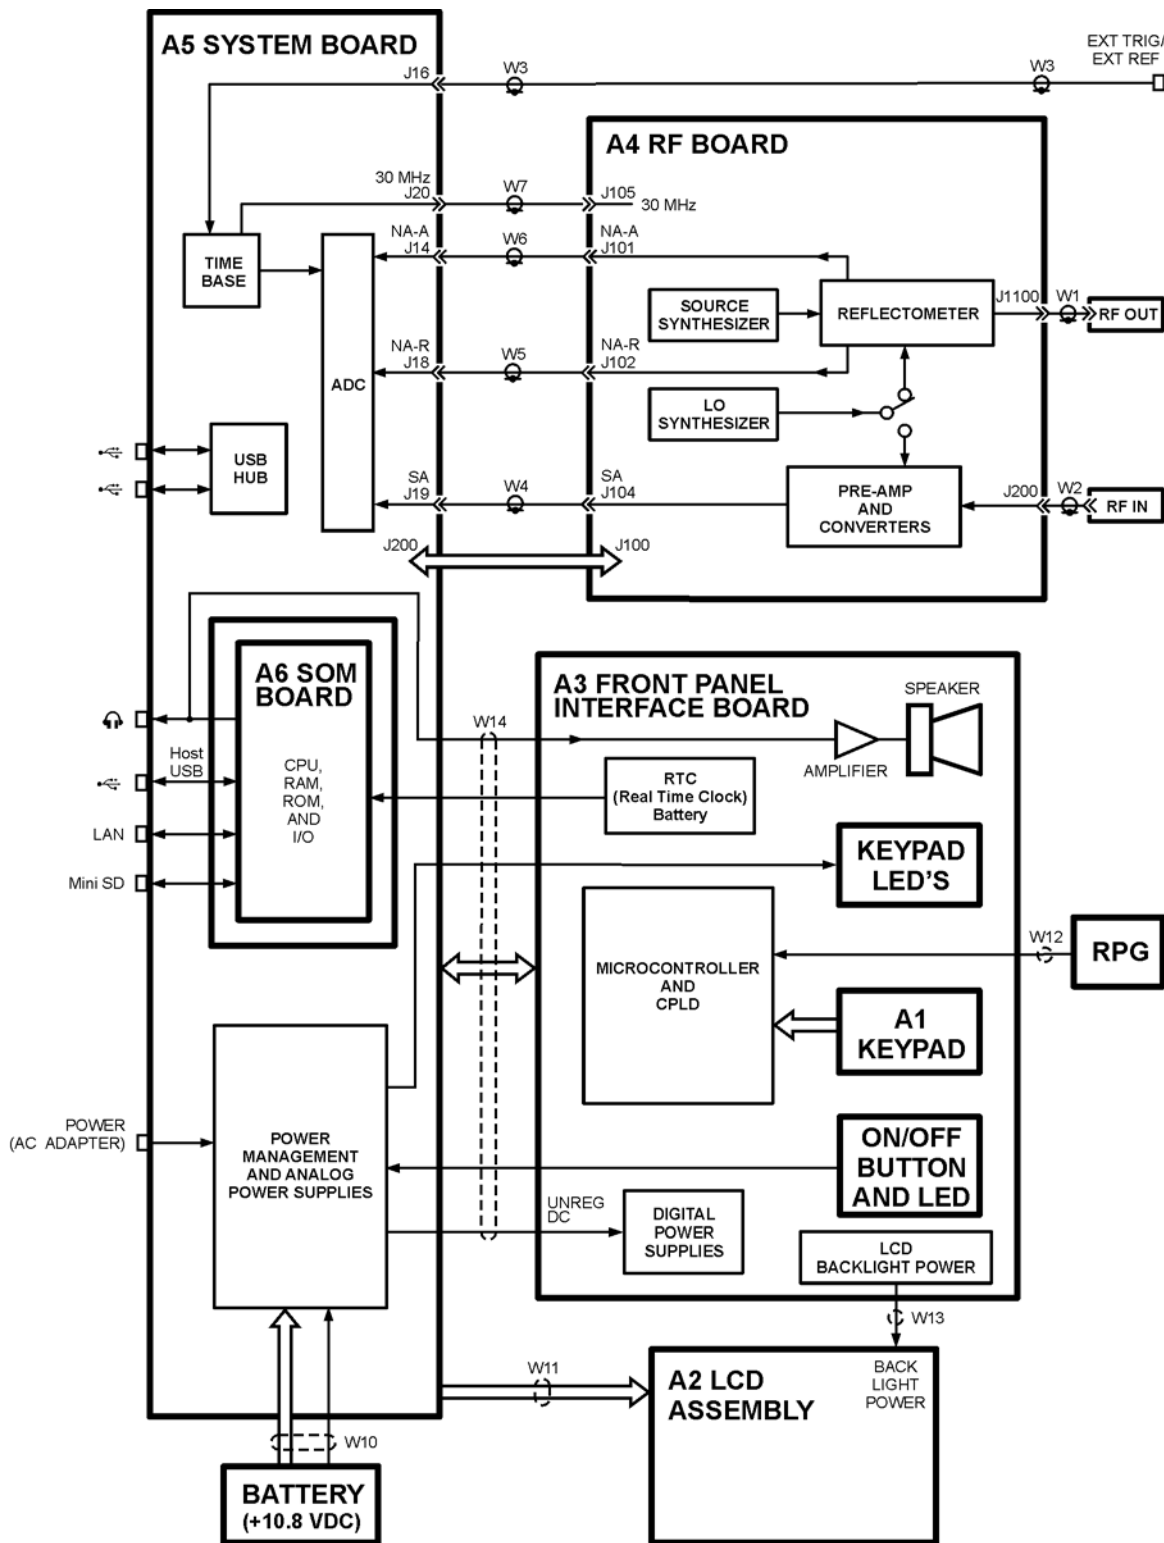 A5 SYSTEM BOARD
EXT TRIG/
EXT REF
J16
W3
W3
A4 RF BOARD
30 MHz
J20
W7
J105
30 MHz
NA-A
J14
W6
NA-A
J101
TIME
BASE
SOURCE
SYNTHESIZER
REFLECTOMETER
J1100
W1
RF OUT
NA-R
J18
W5
NA-R
J102
ADC
LO
SYNTHESIZER
USB
HUB
SA
J19
W4
SA
J104
PRE-AMP
AND
CONVERTERS
J200
W2
RF IN
J200
J100
A6 SOM
BOARD
A3 FRONT PANEL
INTERFACE BOARD
SPEAKER
W14
AMPLIFIER
Host
USB
CPU,
RAM,
ROM,
AND
I/O
RTC
(Real Time Clock)
Battery
LAN
Mini SD
KEYPAD
LED'S
MICROCONTROLLER
AND
CPLD
W12
RPG
A1
KEYPAD
POWER
(AC ADAPTER)
POWER
MANAGEMENT
AND ANALOG
POWER SUPPLIES
ON/OFF
BUTTON
AND LED
UNREG
DC
DIGITAL
POWER
SUPPLIES
LCD
BACKLIGHT POWER
W13
W11
A2 LCD
ASSEMBLY
BACK
LIGHT
POWER
W10
BATTERY
(+10.8 VDC)